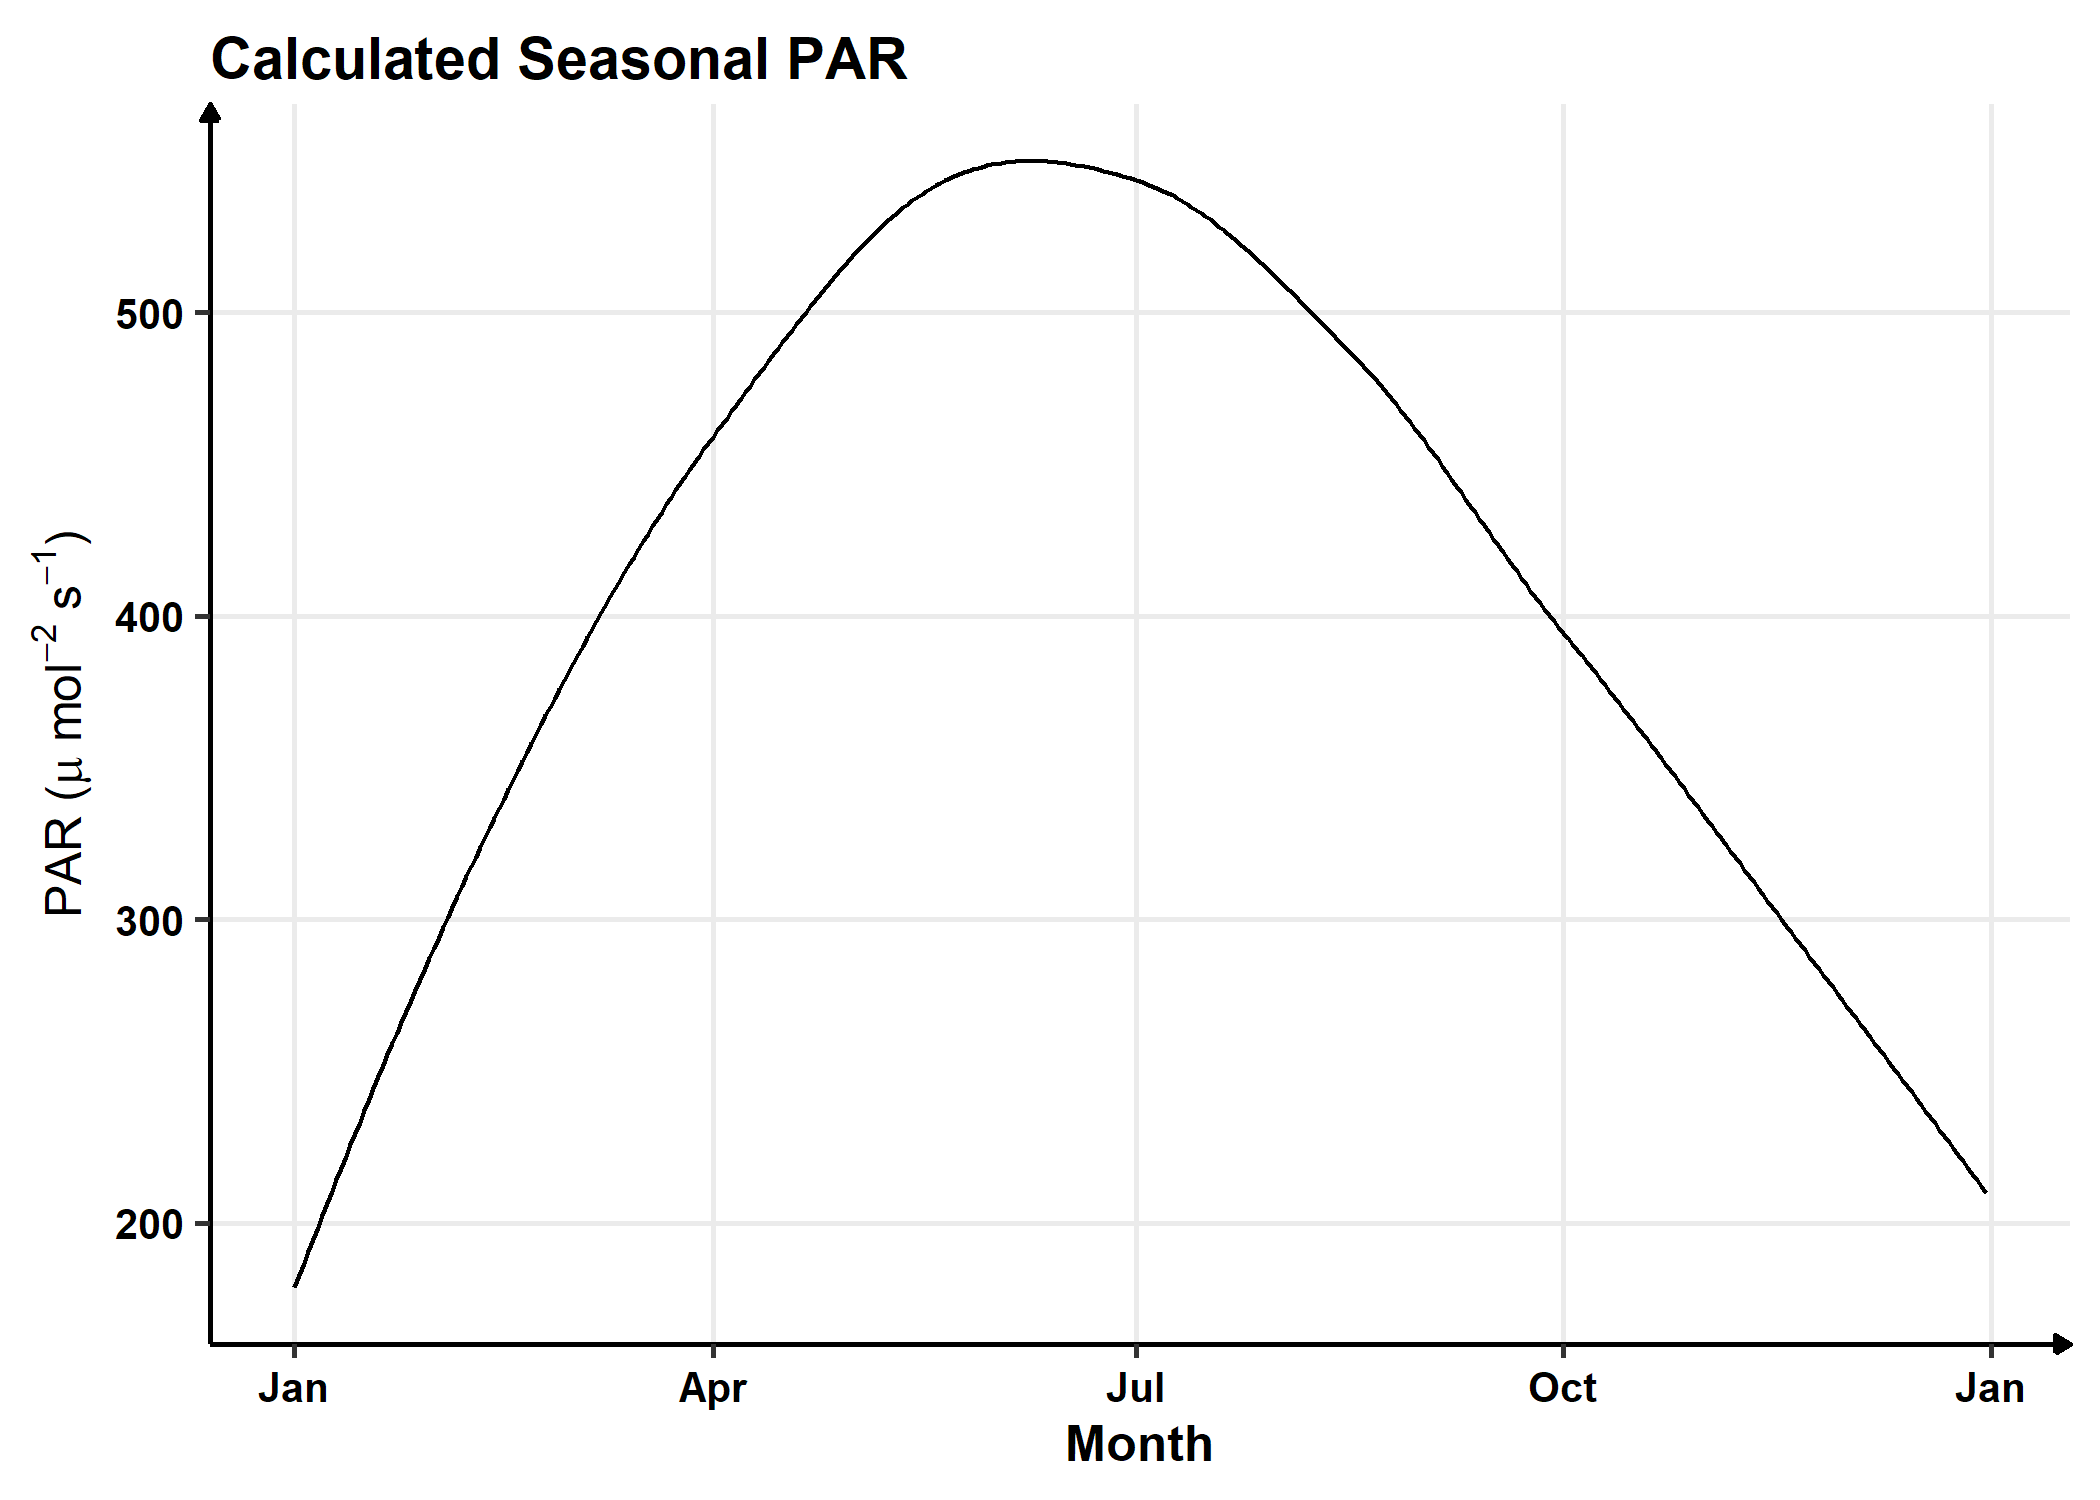 Calculated Seasonal PAR
PAR (μ mol⁻² s⁻¹)
500
400
300
200
Jan Apr Jul Oct Jan
Month